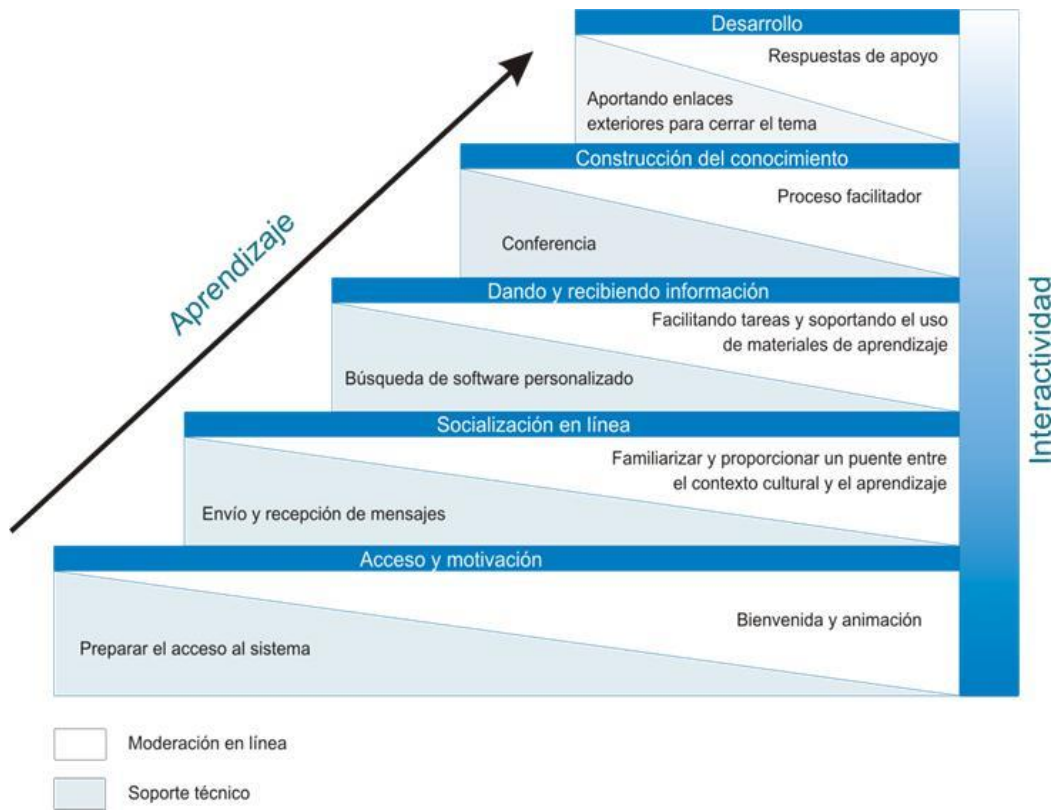 Desarrollo
Respuestas de apoyo
Aportando enlaces
exteriores para cerrar el tema
Construcción del conocimiento
Proceso facilitador
Conferencia
Dando y recibiendo información
Facilitando tareas y soportando el uso
de materiales de aprendizaje
Búsqueda de software personalizado
Socialización en línea
Familiarizar y proporcionar un puente entre
el contexto cultural y el aprendizaje
Envío y recepción de mensajes
Acceso y motivación
Bienvenida y animación
Preparar el acceso al sistema
Aprendizaje
Interactividad
Moderación en línea
Soporte técnico